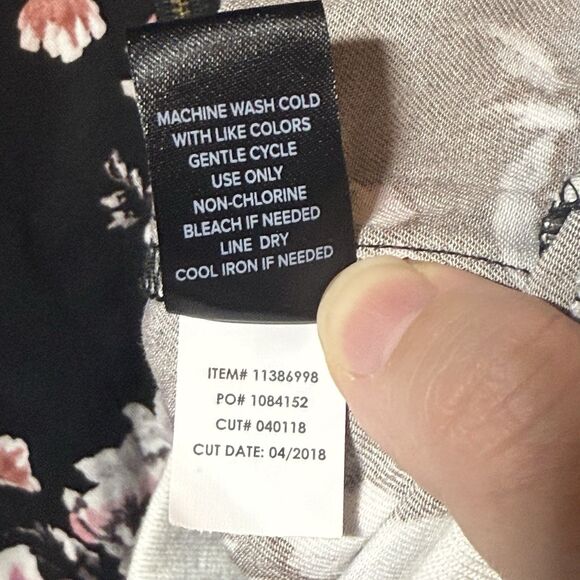 MACHINE WASH COLD
WITH LIKE COLORS
GENTLE CYCLE
USE ONLY
NON-CHLORINE
BLEACH IF NEEDED
LINE DRY
COOL IRON IF NEEDED
ITEM# 11386998
PO# 1084152
CUT# 040118
CUT DATE: 04/2018